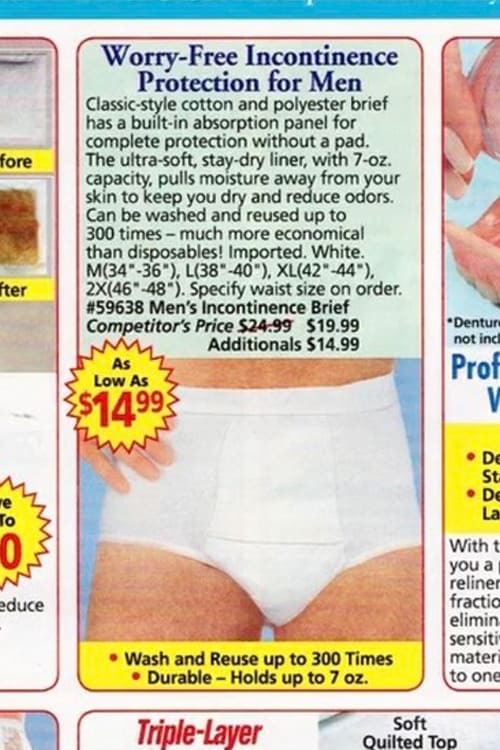 fore
fter
ve
To
0
educe
Worry-Free Incontinence
Protection for Men
Classic-style cotton and polyester brief
has a built-in absorption panel for
complete protection without a pad.
The ultra-soft, stay-dry liner, with 7-oz.
capacity, pulls moisture away from your
skin to keep you dry and reduce odors.
Can be washed and reused up to
300 times – much more economical
than disposables! Imported. White.
M(34"-36"), L(38"-40"), XL(42"-44"),
2X(46"-48"). Specify waist size on order.
#59638 Men's Incontinence Brief
Competitor's Price $24.99 $19.99
Additionals $14.99
As
Low As
$14.99
• Wash and Reuse up to 300 Times
• Durable – Holds up to 7 oz.
*Denture
not incl
Prof
• De
Sta
• De
La
With t
you a p
reliner
fractio
elimin
sensiti
materi
to one
Triple-Layer
Soft
Quilted Top